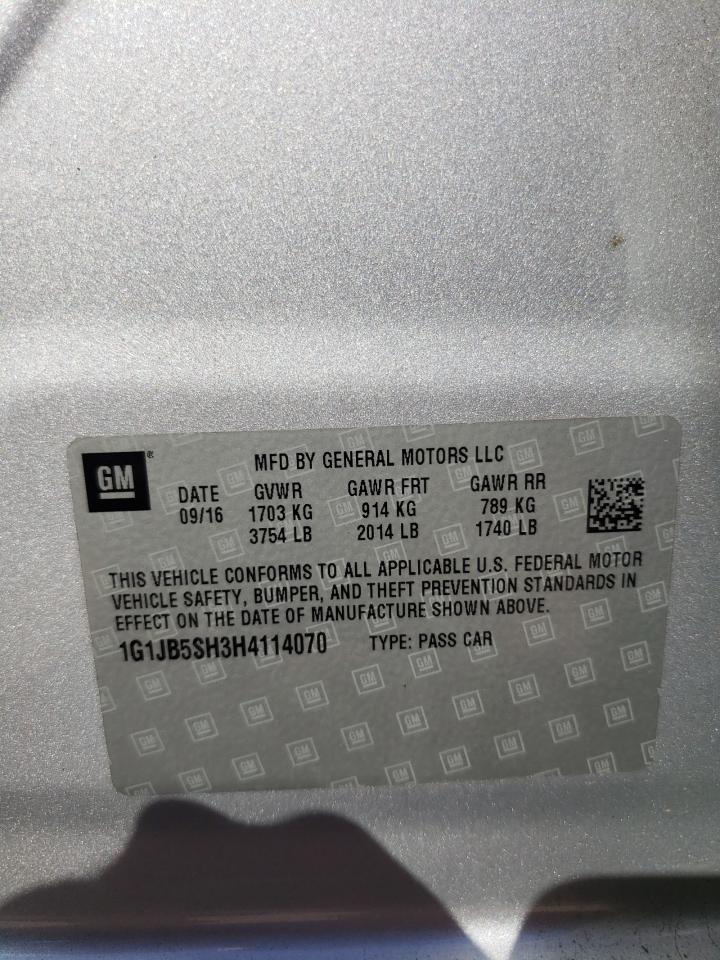 GM®
MFD BY GENERAL MOTORS LLC
DATE GVWR GAWR FRT GAWR RR
09/16 1703 KG 914 KG 789 KG
3754 LB 2014 LB 1740 LB
THIS VEHICLE CONFORMS TO ALL APPLICABLE U.S. FEDERAL MOTOR
VEHICLE SAFETY, BUMPER, AND THEFT PREVENTION STANDARDS IN
EFFECT ON THE DATE OF MANUFACTURE SHOWN ABOVE.
1G1JB5SH3H4114070 TYPE: PASS CAR